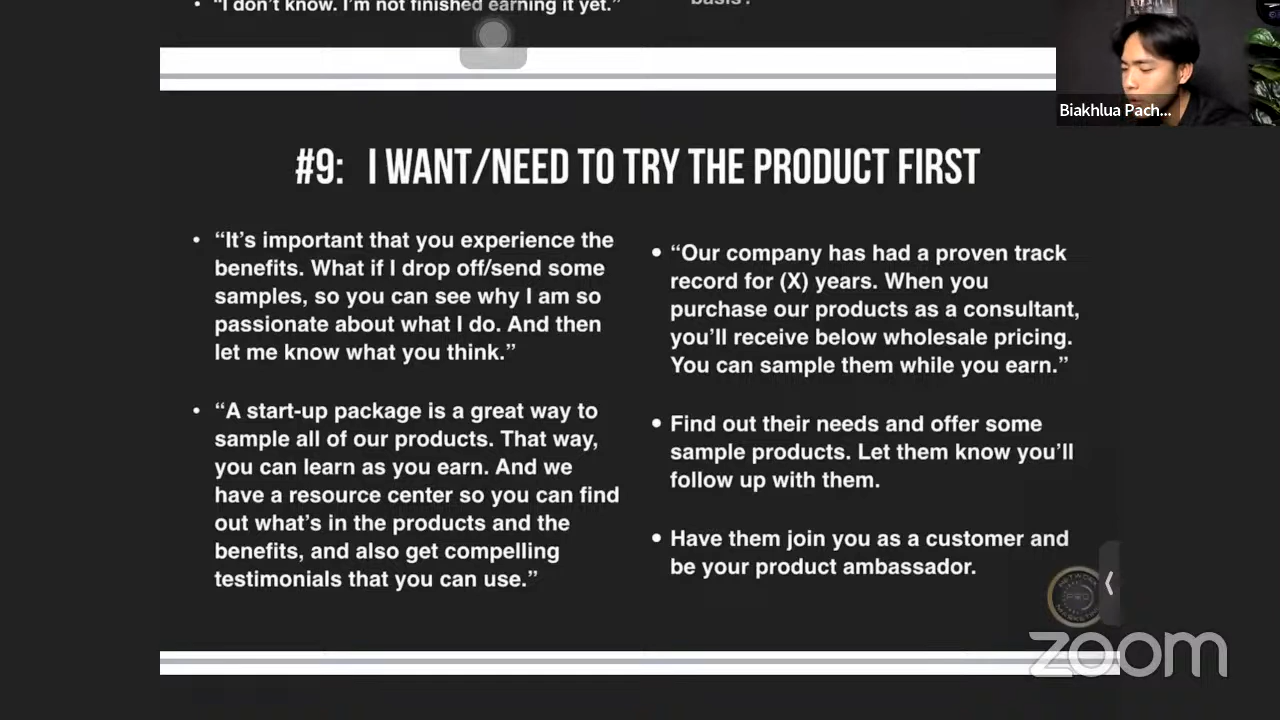 • “I don’t know. I’m not finished earning it yet.”
basis?
Biakhlua Pach...
#9: I WANT/NEED TO TRY THE PRODUCT FIRST
• “It’s important that you experience the
benefits. What if I drop off/send some
samples, so you can see why I am so
passionate about what I do. And then
let me know what you think.”
• “A start-up package is a great way to
sample all of our products. That way,
you can learn as you earn. And we
have a resource center so you can find
out what’s in the products and the
benefits, and also get compelling
testimonials that you can use.”
• “Our company has had a proven track
record for (X) years. When you
purchase our products as a consultant,
you’ll receive below wholesale pricing.
You can sample them while you earn.”
• Find out their needs and offer some
sample products. Let them know you’ll
follow up with them.
• Have them join you as a customer and
be your product ambassador.
NETWORK
PRO
MARKETING
zoom